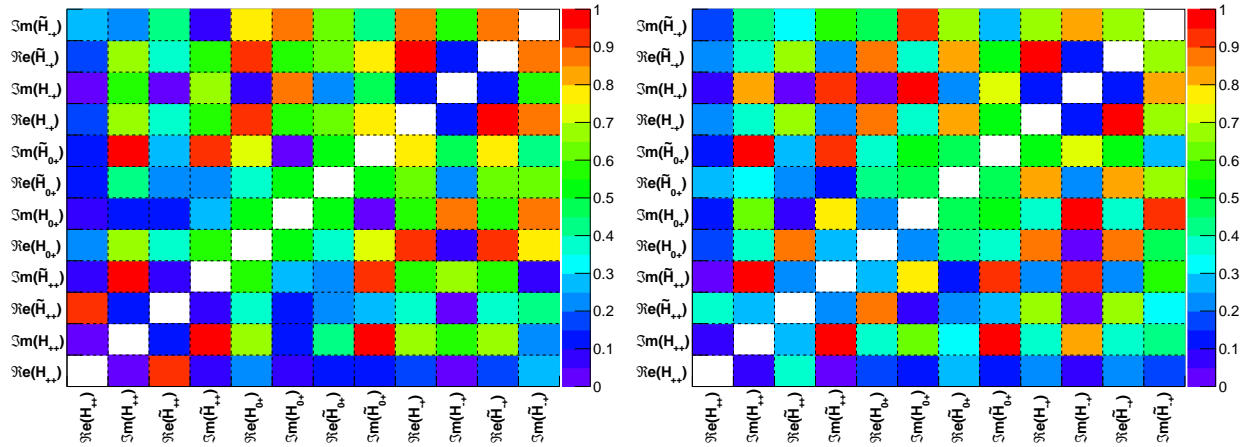 ℑm(H̃₋₊)
ℜe(H̃₋₊)
ℑm(H₋₊)
ℜe(H₋₊)
ℑm(H̃₀₊)
ℜe(H̃₀₊)
ℑm(H₀₊)
ℜe(H₀₊)
ℑm(H̃₊₊)
ℜe(H̃₊₊)
ℑm(H₊₊)
ℜe(H₊₊)
ℜe(H₊₊)
ℑm(H₊₊)
ℜe(H̃₊₊)
ℑm(H̃₊₊)
ℜe(H₀₊)
ℑm(H₀₊)
ℜe(H̃₀₊)
ℑm(H̃₀₊)
ℜe(H₋₊)
ℑm(H₋₊)
ℜe(H̃₋₊)
ℑm(H̃₋₊)
1
0.9
0.8
0.7
0.6
0.5
0.4
0.3
0.2
0.1
0
ℑm(H̃₋₊)
ℜe(H̃₋₊)
ℑm(H₋₊)
ℜe(H₋₊)
ℑm(H̃₀₊)
ℜe(H̃₀₊)
ℑm(H₀₊)
ℜe(H₀₊)
ℑm(H̃₊₊)
ℜe(H̃₊₊)
ℑm(H₊₊)
ℜe(H₊₊)
ℜe(H₊₊)
ℑm(H₊₊)
ℜe(H̃₊₊)
ℑm(H̃₊₊)
ℜe(H₀₊)
ℑm(H₀₊)
ℜe(H̃₀₊)
ℑm(H̃₀₊)
ℜe(H₋₊)
ℑm(H₋₊)
ℜe(H̃₋₊)
ℑm(H̃₋₊)
1
0.9
0.8
0.7
0.6
0.5
0.4
0.3
0.2
0.1
0